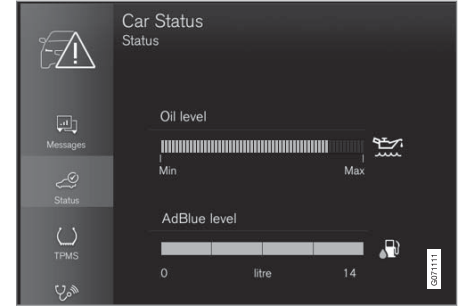 Car Status
Status
Messages
Status
TPMS
Oil level
Min Max
AdBlue level
0 litre 14
G071111